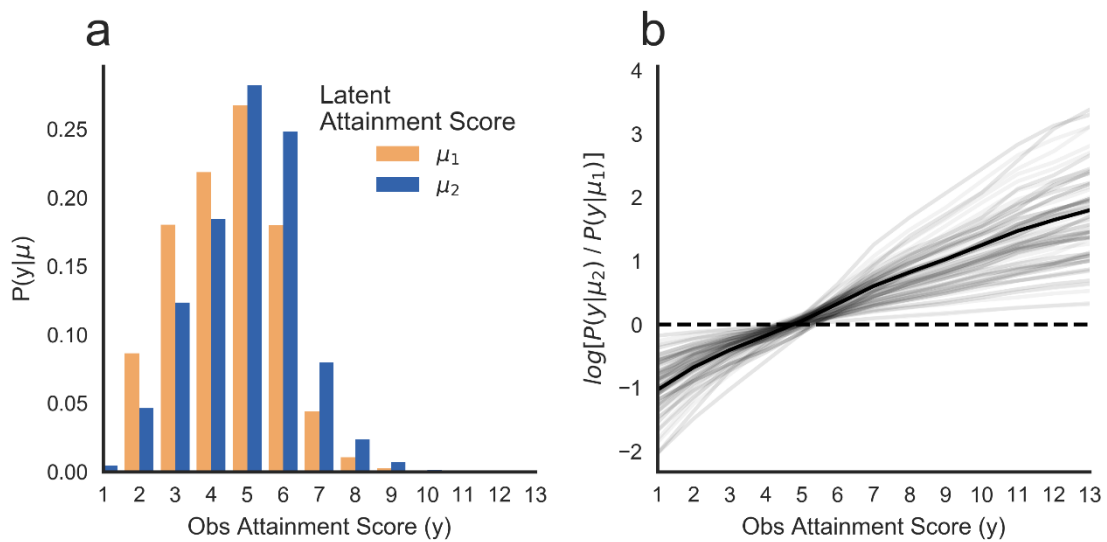 a
P(y|μ)
0.25
0.20
0.15
0.10
0.05
0.00
Latent
Attainment Score
μ₁
μ₂
1 2 3 4 5 6 7 8 9 10 11 12 13
Obs Attainment Score (y)
b
log[P(y|μ₂) / P(y|μ₁)]
4
3
2
1
0
−1
−2
1 2 3 4 5 6 7 8 9 10 11 12 13
Obs Attainment Score (y)